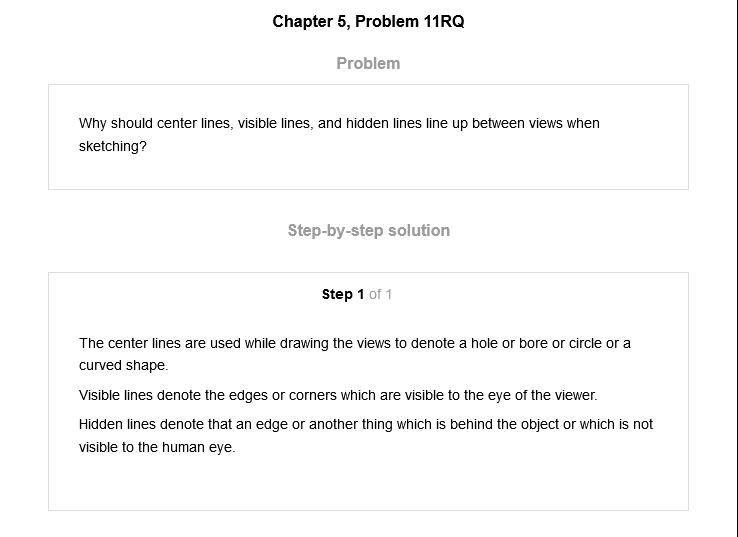 Chapter 5, Problem 11RQ
Problem
Why should center lines, visible lines, and hidden lines line up between views when
sketching?
Step-by-step solution
Step 1 of 1
The center lines are used while drawing the views to denote a hole or bore or circle or a
curved shape.
Visible lines denote the edges or corners which are visible to the eye of the viewer.
Hidden lines denote that an edge or another thing which is behind the object or which is not
visible to the human eye.